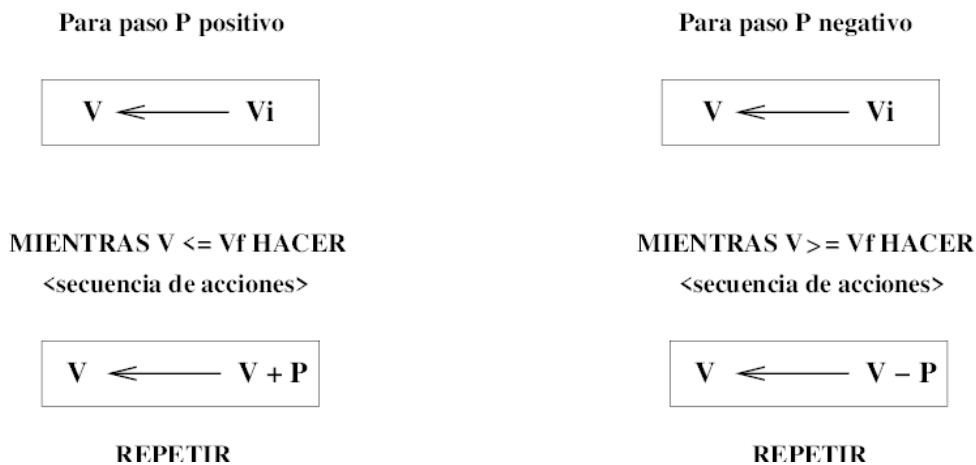 Para paso P positivo
V ← Vi
MIENTRAS V <= Vf HACER
<secuencia de acciones>
V ← V + P
REPETIR
Para paso P negativo
V ← Vi
MIENTRAS V >= Vf HACER
<secuencia de acciones>
V ← V – P
REPETIR